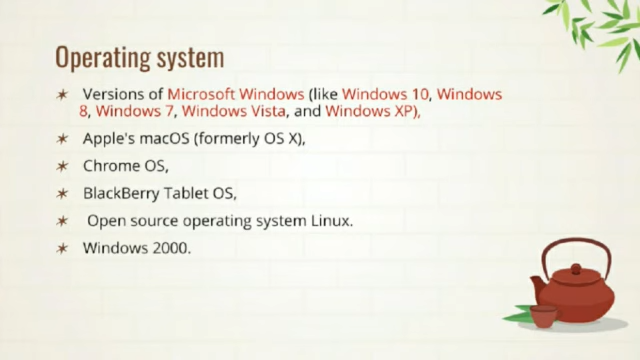 Operating system
✶ Versions of Microsoft Windows (like Windows 10, Windows
8, Windows 7, Windows Vista, and Windows XP),
✶ Apple's macOS (formerly OS X),
✶ Chrome OS,
✶ BlackBerry Tablet OS,
✶ Open source operating system Linux.
✶ Windows 2000.